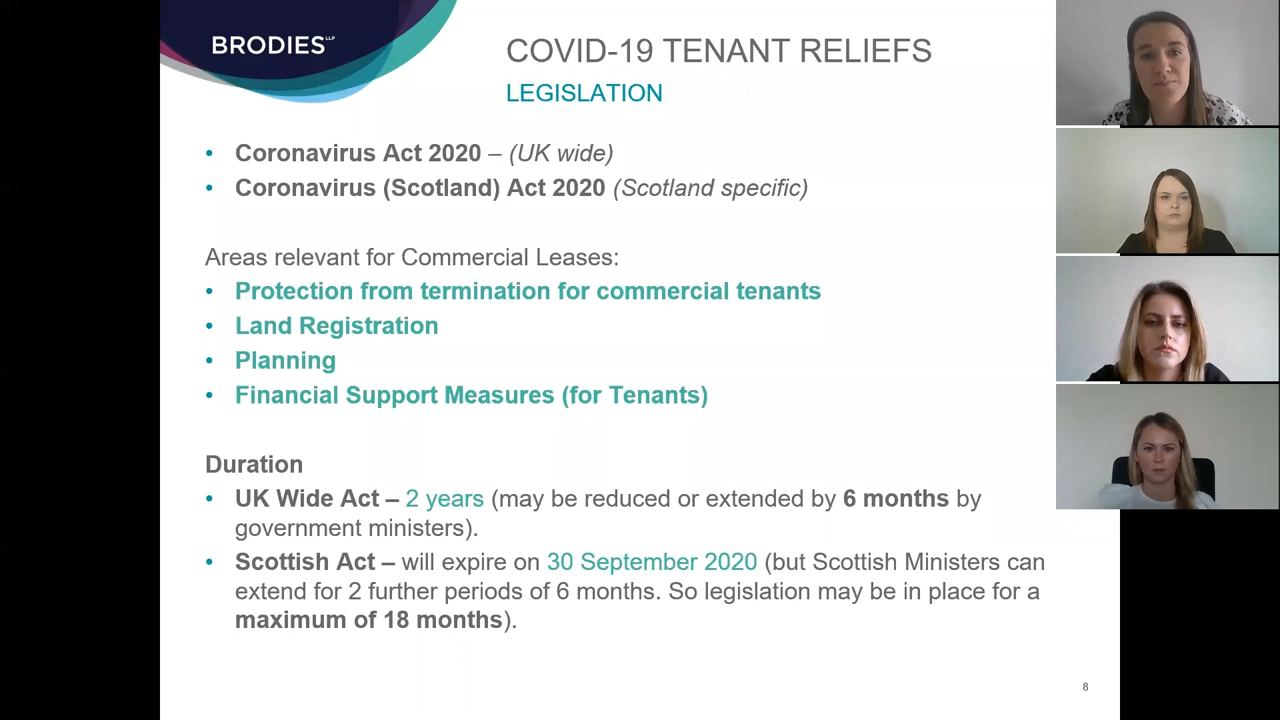 BRODIES LLP
COVID-19 TENANT RELIEFS
LEGISLATION
• Coronavirus Act 2020 – (UK wide)
• Coronavirus (Scotland) Act 2020 (Scotland specific)
Areas relevant for Commercial Leases:
• Protection from termination for commercial tenants
• Land Registration
• Planning
• Financial Support Measures (for Tenants)
Duration
• UK Wide Act – 2 years (may be reduced or extended by 6 months by
government ministers).
• Scottish Act – will expire on 30 September 2020 (but Scottish Ministers can
extend for 2 further periods of 6 months. So legislation may be in place for a
maximum of 18 months).
8